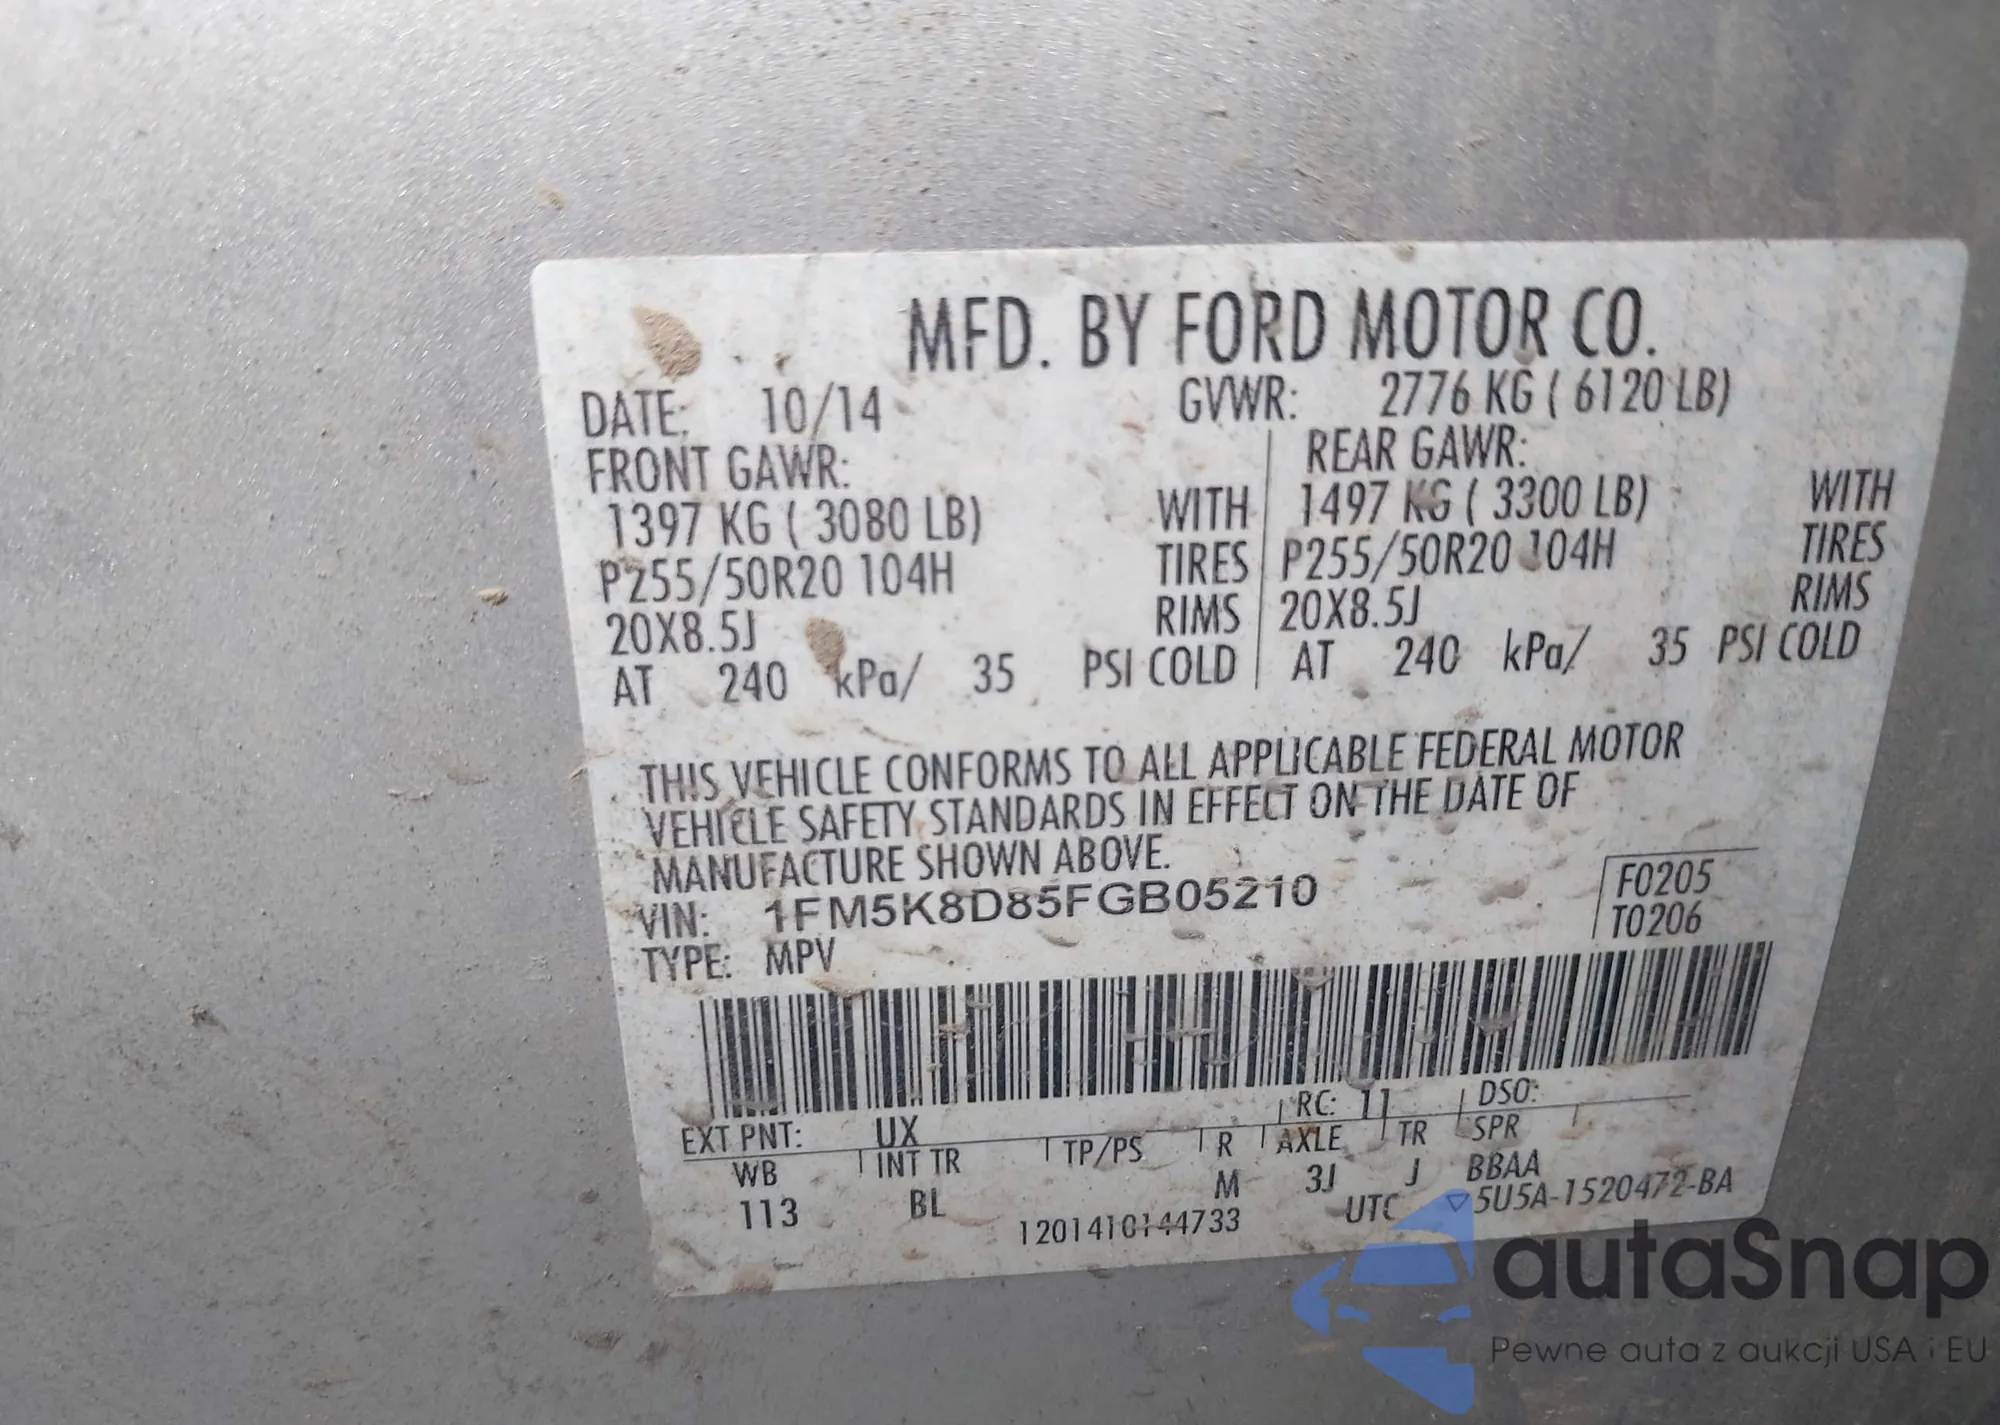 MFD. BY FORD MOTOR CO.
DATE: 10/14 GVWR: 2776 KG ( 6120 LB)
FRONT GAWR: REAR GAWR:
1397 KG ( 3080 LB) WITH 1497 KG ( 3300 LB) WITH
P255/50R20 104H TIRES P255/50R20 104H TIRES
20X8.5J RIMS 20X8.5J RIMS
AT 240 kPa/ 35 PSI COLD AT 240 kPa/ 35 PSI COLD
THIS VEHICLE CONFORMS TO ALL APPLICABLE FEDERAL MOTOR
VEHICLE SAFETY STANDARDS IN EFFECT ON THE DATE OF
MANUFACTURE SHOWN ABOVE.
VIN: 1FM5K8D85FGB05210 F0205
TYPE: MPV T0206
EXT PNT: UX RC: 11 DSO:
WB INT TR TP/PS R AXLE TR SPR
113 BL M 3J J BBAA
1201410144733 UTC ▽5U5A-1520472-BA
autaSnap
Pewne auta z aukcji USA i EU